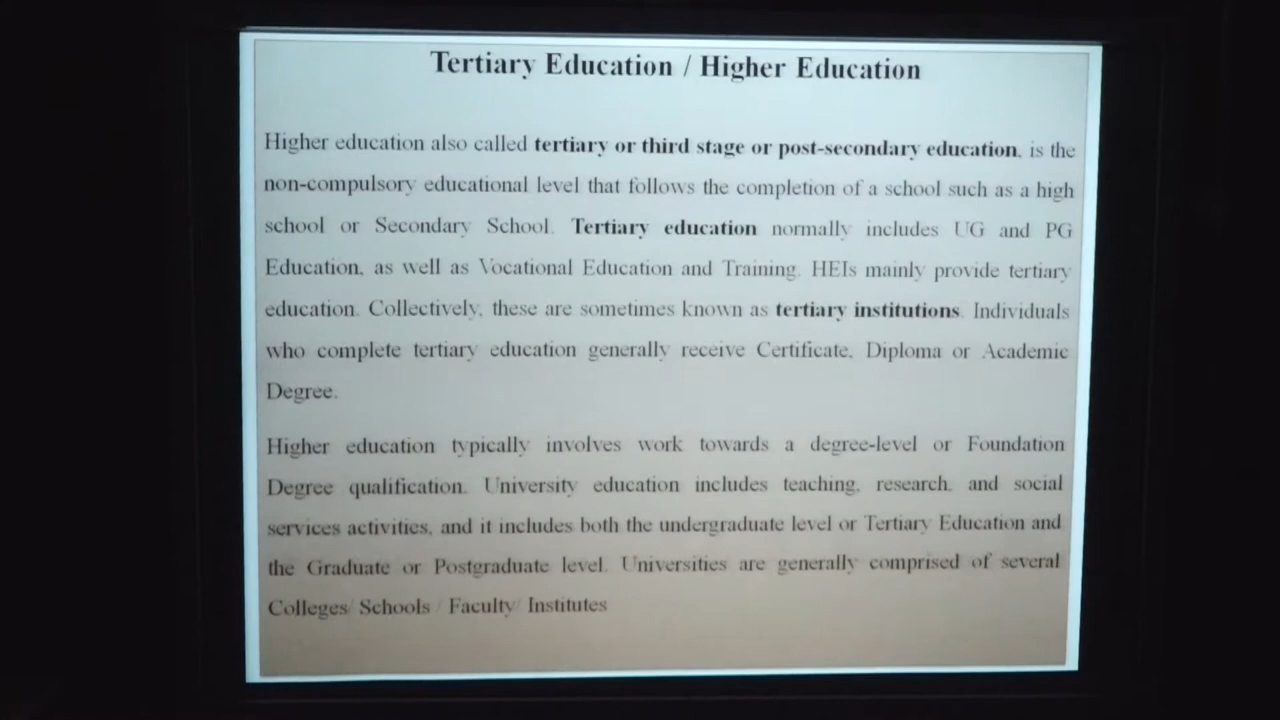 Tertiary Education / Higher Education
Higher education also called tertiary or third stage or post-secondary education, is the
non-compulsory educational level that follows the completion of a school such as a high
school or Secondary School. Tertiary education normally includes UG and PG
Education, as well as Vocational Education and Training. HEIs mainly provide tertiary
education. Collectively, these are sometimes known as tertiary institutions. Individuals
who complete tertiary education generally receive Certificate, Diploma or Academic
Degree.
Higher education typically involves work towards a degree-level or Foundation
Degree qualification. University education includes teaching, research, and social
services activities, and it includes both the undergraduate level or Tertiary Education and
the Graduate or Postgraduate level. Universities are generally comprised of several
Colleges/ Schools / Faculty/ Institutes